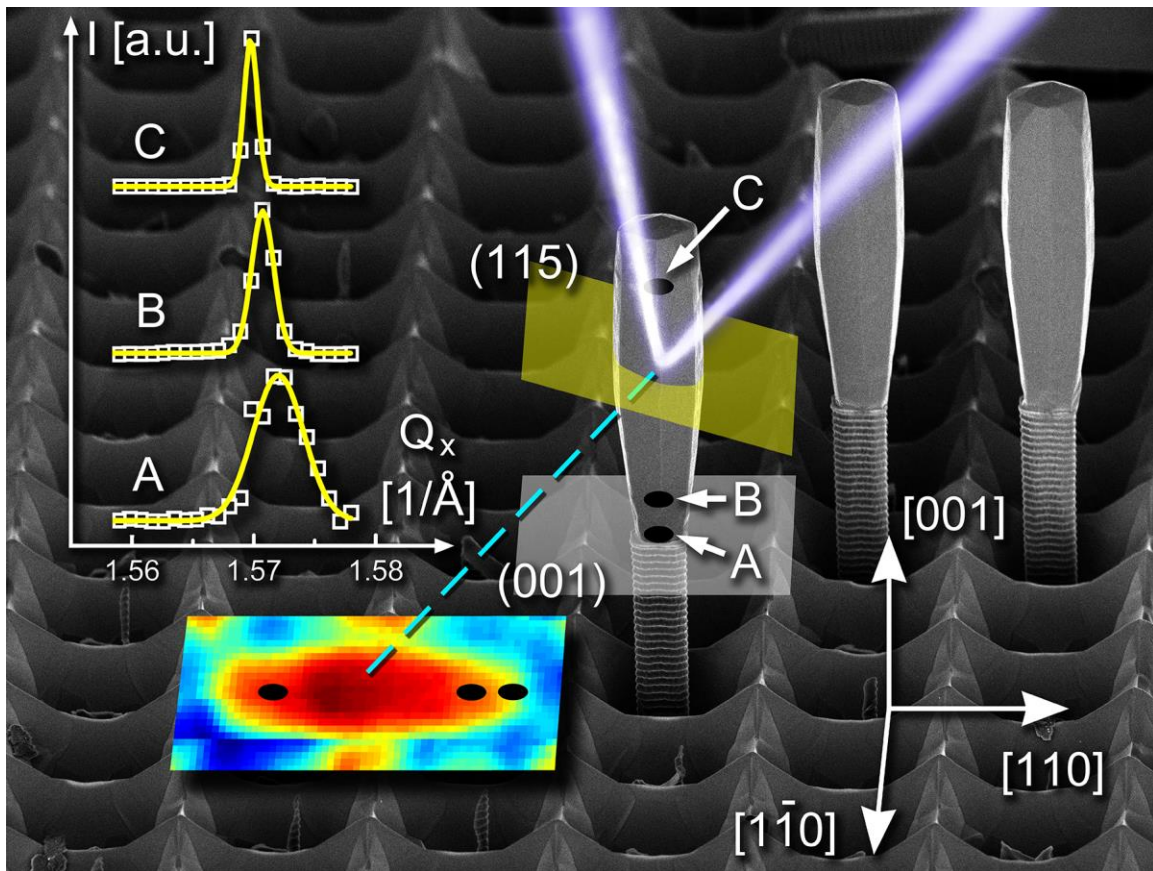 I [a.u.]
C
B
A
Qₓ
[1/Å]
1.56
1.57
1.58
(115)
C
B
A
(001)
[001]
[110]
[11̄0]